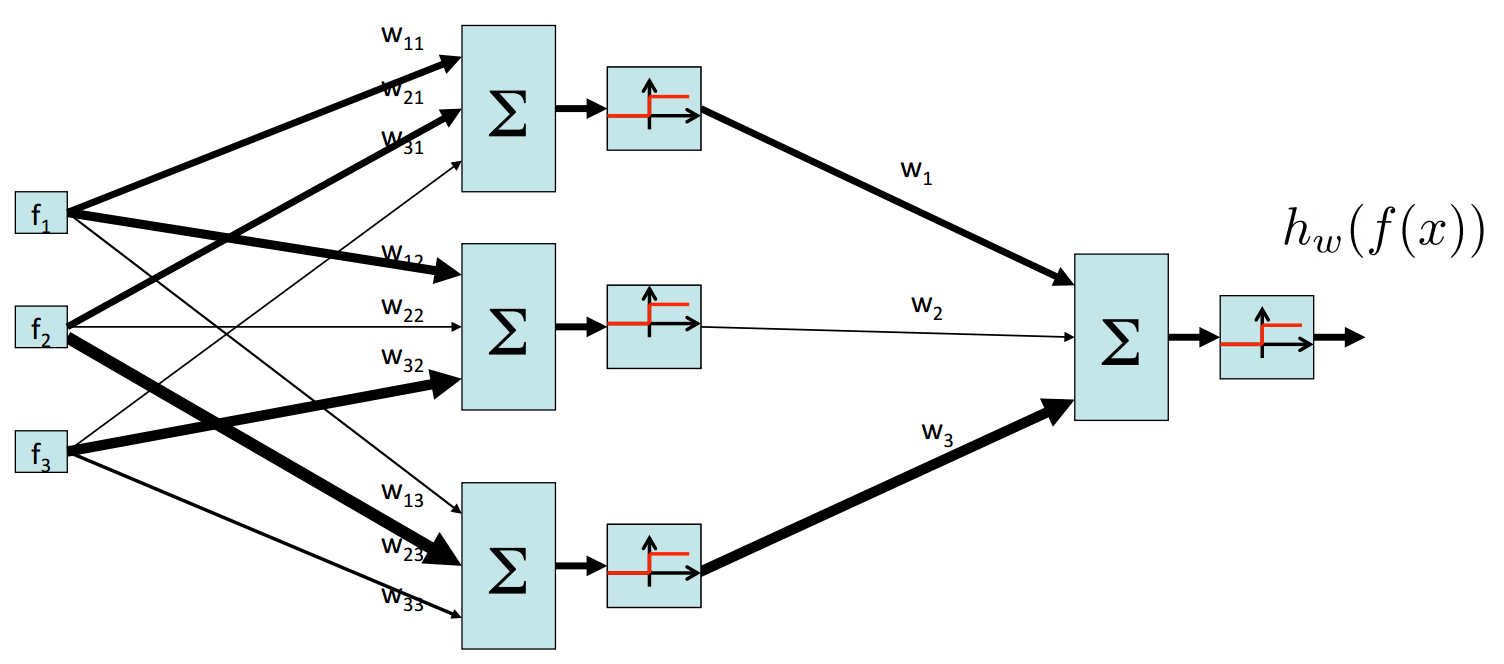 w₁₁
w₂₁
w₃₁
Σ
w₁
f₁
h_w(f(x))
w₁₂
w₂₂
w₃₂
Σ
w₂
f₂
Σ
w₃
f₃
w₁₃
w₂₃
w₃₃
Σ